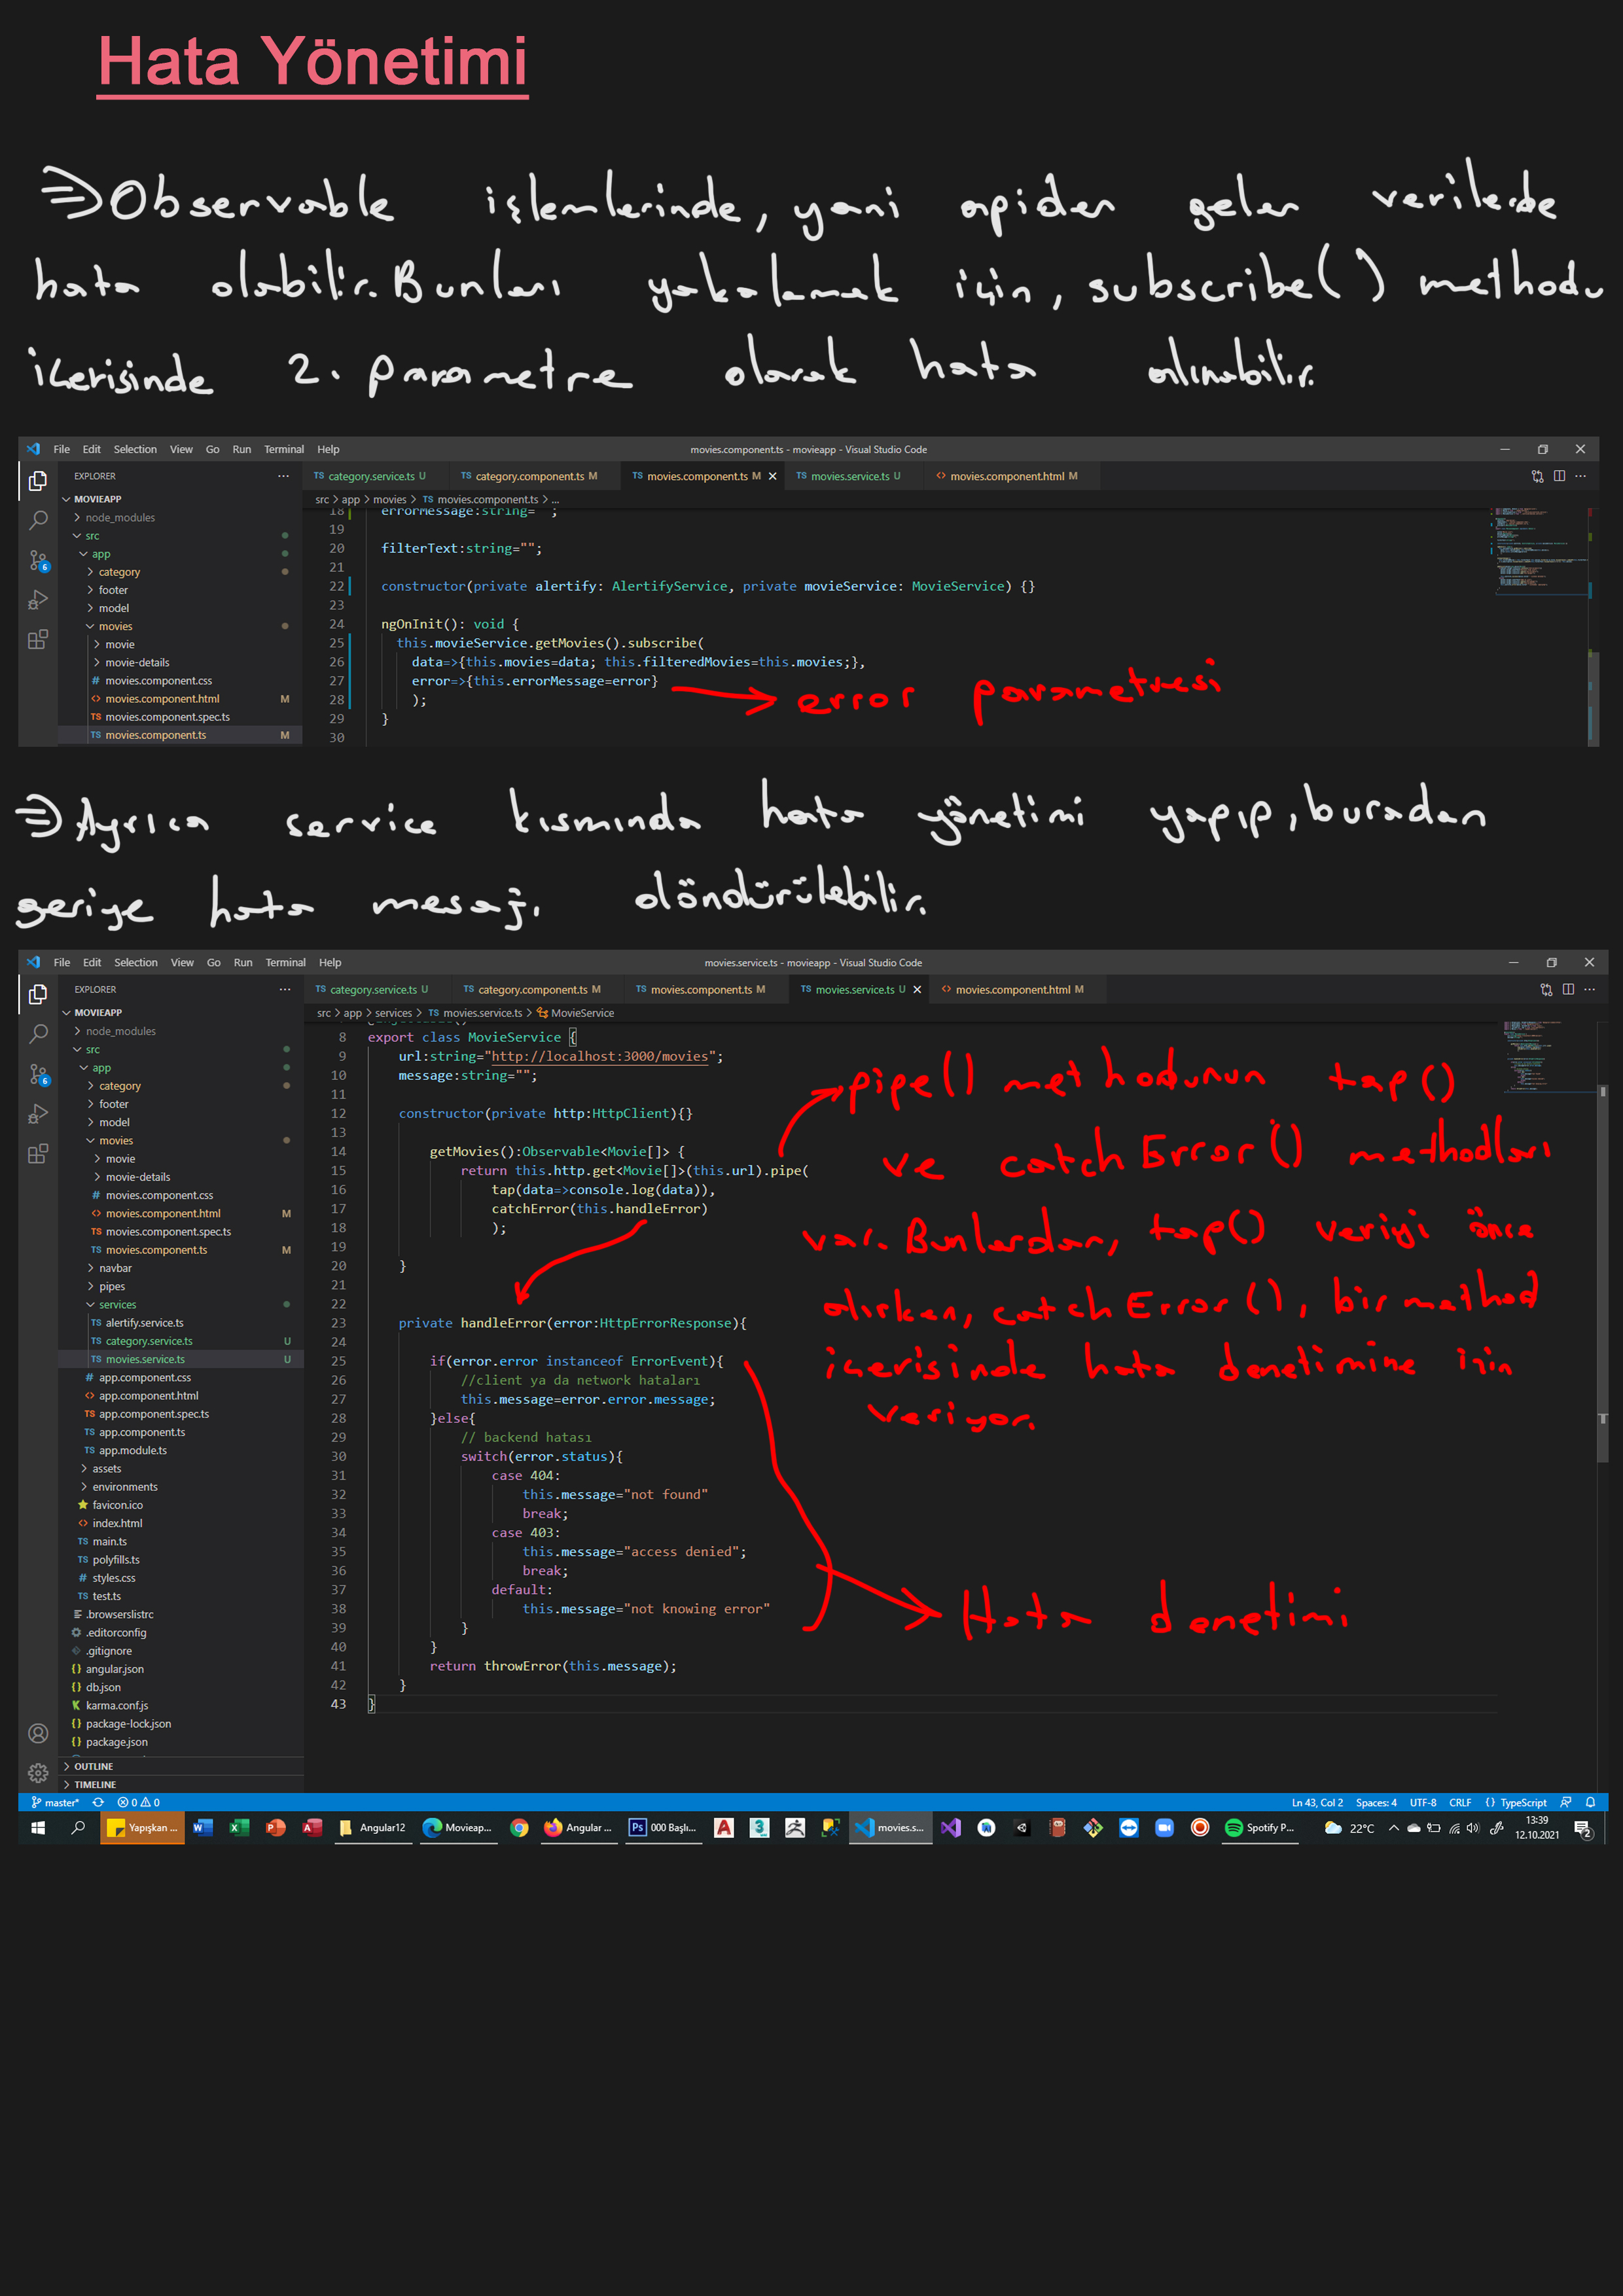 Hata Yönetimi
⇒ Observable işlemlerinde, yani apiden gelen verilerde
hata olabilir. Bunları yakalamak için, subscribe() methodu
içerisinde 2. parametre olarak hata alınabilir.
File Edit Selection View Go Run Terminal Help
movies.component.ts - movieapp - Visual Studio Code
EXPLORER
TS category.service.ts U
TS category.component.ts M
TS movies.component.ts M
TS movies.service.ts U
<> movies.component.html M
src > app > movies > TS movies.component.ts > ...
MOVIEAPP
node_modules
src
app
category
footer
model
movies
movie
movie-details
# movies.component.css
<> movies.component.html M
TS movies.component.spec.ts
TS movies.component.ts M
18 errorMessage:string="";
19
20 filterText:string="";
21
22 constructor(private alertify: AlertifyService, private movieService: MovieService) {}
23
24 ngOnInit(): void {
25 this.movieService.getMovies().subscribe(
26 data=>{this.movies=data; this.filteredMovies=this.movies;},
27 error=>{this.errorMessage=error}
28 );
29 }
30
6
error parametresi
⇒ Ayrıca service kısmında hata yönetimi yapıp, buradan
geriye hata mesajı döndürülebilir.
File Edit Selection View Go Run Terminal Help
movies.service.ts - movieapp - Visual Studio Code
EXPLORER
TS category.service.ts U
TS category.component.ts M
TS movies.component.ts M
TS movies.service.ts U
<> movies.component.html M
src > app > services > TS movies.service.ts > MovieService
MOVIEAPP
node_modules
src
app
category
footer
model
movies
movie
movie-details
# movies.component.css
<> movies.component.html M
TS movies.component.spec.ts
TS movies.component.ts M
navbar
pipes
services
TS alertify.service.ts
TS category.service.ts U
TS movies.service.ts U
# app.component.css
<> app.component.html
TS app.component.spec.ts
TS app.component.ts
TS app.module.ts
assets
environments
favicon.ico
<> index.html
TS main.ts
TS polyfills.ts
# styles.css
TS test.ts
.browserslistrc
.editorconfig
.gitignore
{} angular.json
{} db.json
karma.conf.js
{} package-lock.json
{} package.json
OUTLINE
TIMELINE
6
8 export class MovieService {
9 url:string="http://localhost:3000/movies";
10 message:string="";
11
12 constructor(private http:HttpClient){}
13
14 getMovies():Observable<Movie[]> {
15 return this.http.get<Movie[]>(this.url).pipe(
16 tap(data=>console.log(data)),
17 catchError(this.handleError)
18 );
19
20 }
21
22
23 private handleError(error:HttpErrorResponse){
24
25 if(error.error instanceof ErrorEvent){
26 //client ya da network hataları
27 this.message=error.error.message;
28 }else{
29 // backend hatası
30 switch(error.status){
31 case 404:
32 this.message="not found"
33 break;
34 case 403:
35 this.message="access denied";
36 break;
37 default:
38 this.message="not knowing error"
39 }
40 }
41 return throwError(this.message);
42 }
43 }
pipe() methodunun tap()
ve catchError() methodları
var. Bunlardan, tap() veriyi önce
alırken, catchError(), bir method
içerisinde hata denetimine izin
veriyor.
Hata denetimi
master* 0 0
Ln 43, Col 2 Spaces: 4 UTF-8 CRLF {} TypeScript
Yapışkan ... Angular12 Movieap... Angular ... Ps 000 Başlı... movies.s... Spotify P... 22°C 13:39
12.10.2021 2